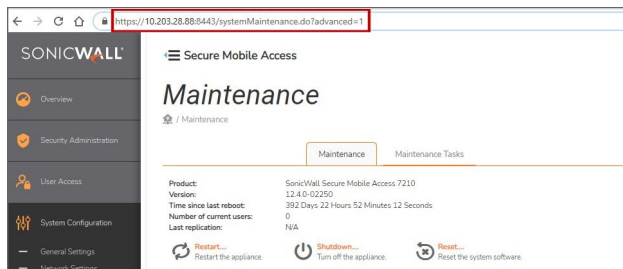 https://10.203.28.88:8443/systemMaintenance.do?advanced=1
SONICWALL
Secure Mobile Access
Maintenance
/ Maintenance
Overview
Security Administration
User Access
System Configuration
General Settings
Network Settings
Maintenance Maintenance Tasks
Product: SonicWall Secure Mobile Access 7210
Version: 12.4.0-02250
Time since last reboot: 392 Days 22 Hours 52 Minutes 12 Seconds
Number of current users: 0
Last replication: N/A
Restart... Shutdown... Reset...
Restart the appliance. Turn off the appliance. Reset the system software.